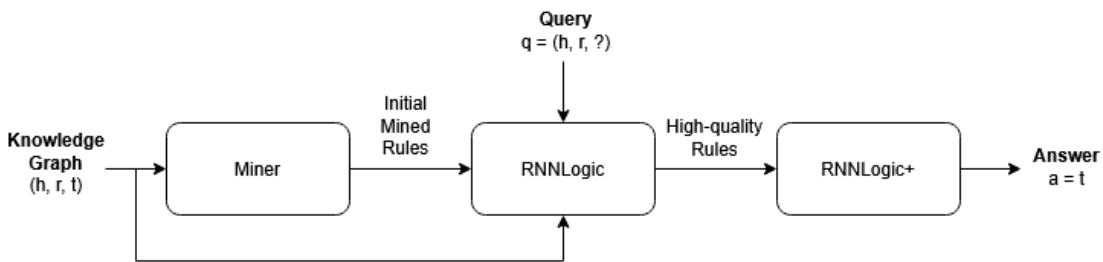 Query
q = (h, r, ?)
Knowledge
Graph
(h, r, t)
Miner
Initial
Mined
Rules
RNNLogic
High-quality
Rules
RNNLogic+
Answer
a = t